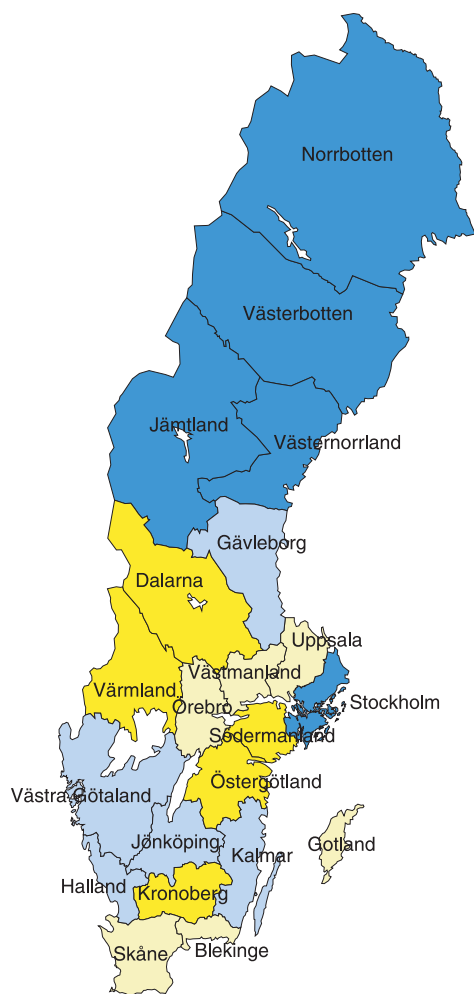 Norrbotten
Västerbotten
Jämtland
Västernorrland
Gävleborg
Dalarna
Uppsala
Västmanland
Värmland
Örebro
Stockholm
Södermanland
Östergötland
Västra Götaland
Jönköping
Gotland
Kalmar
Halland
Kronoberg
Blekinge
Skåne